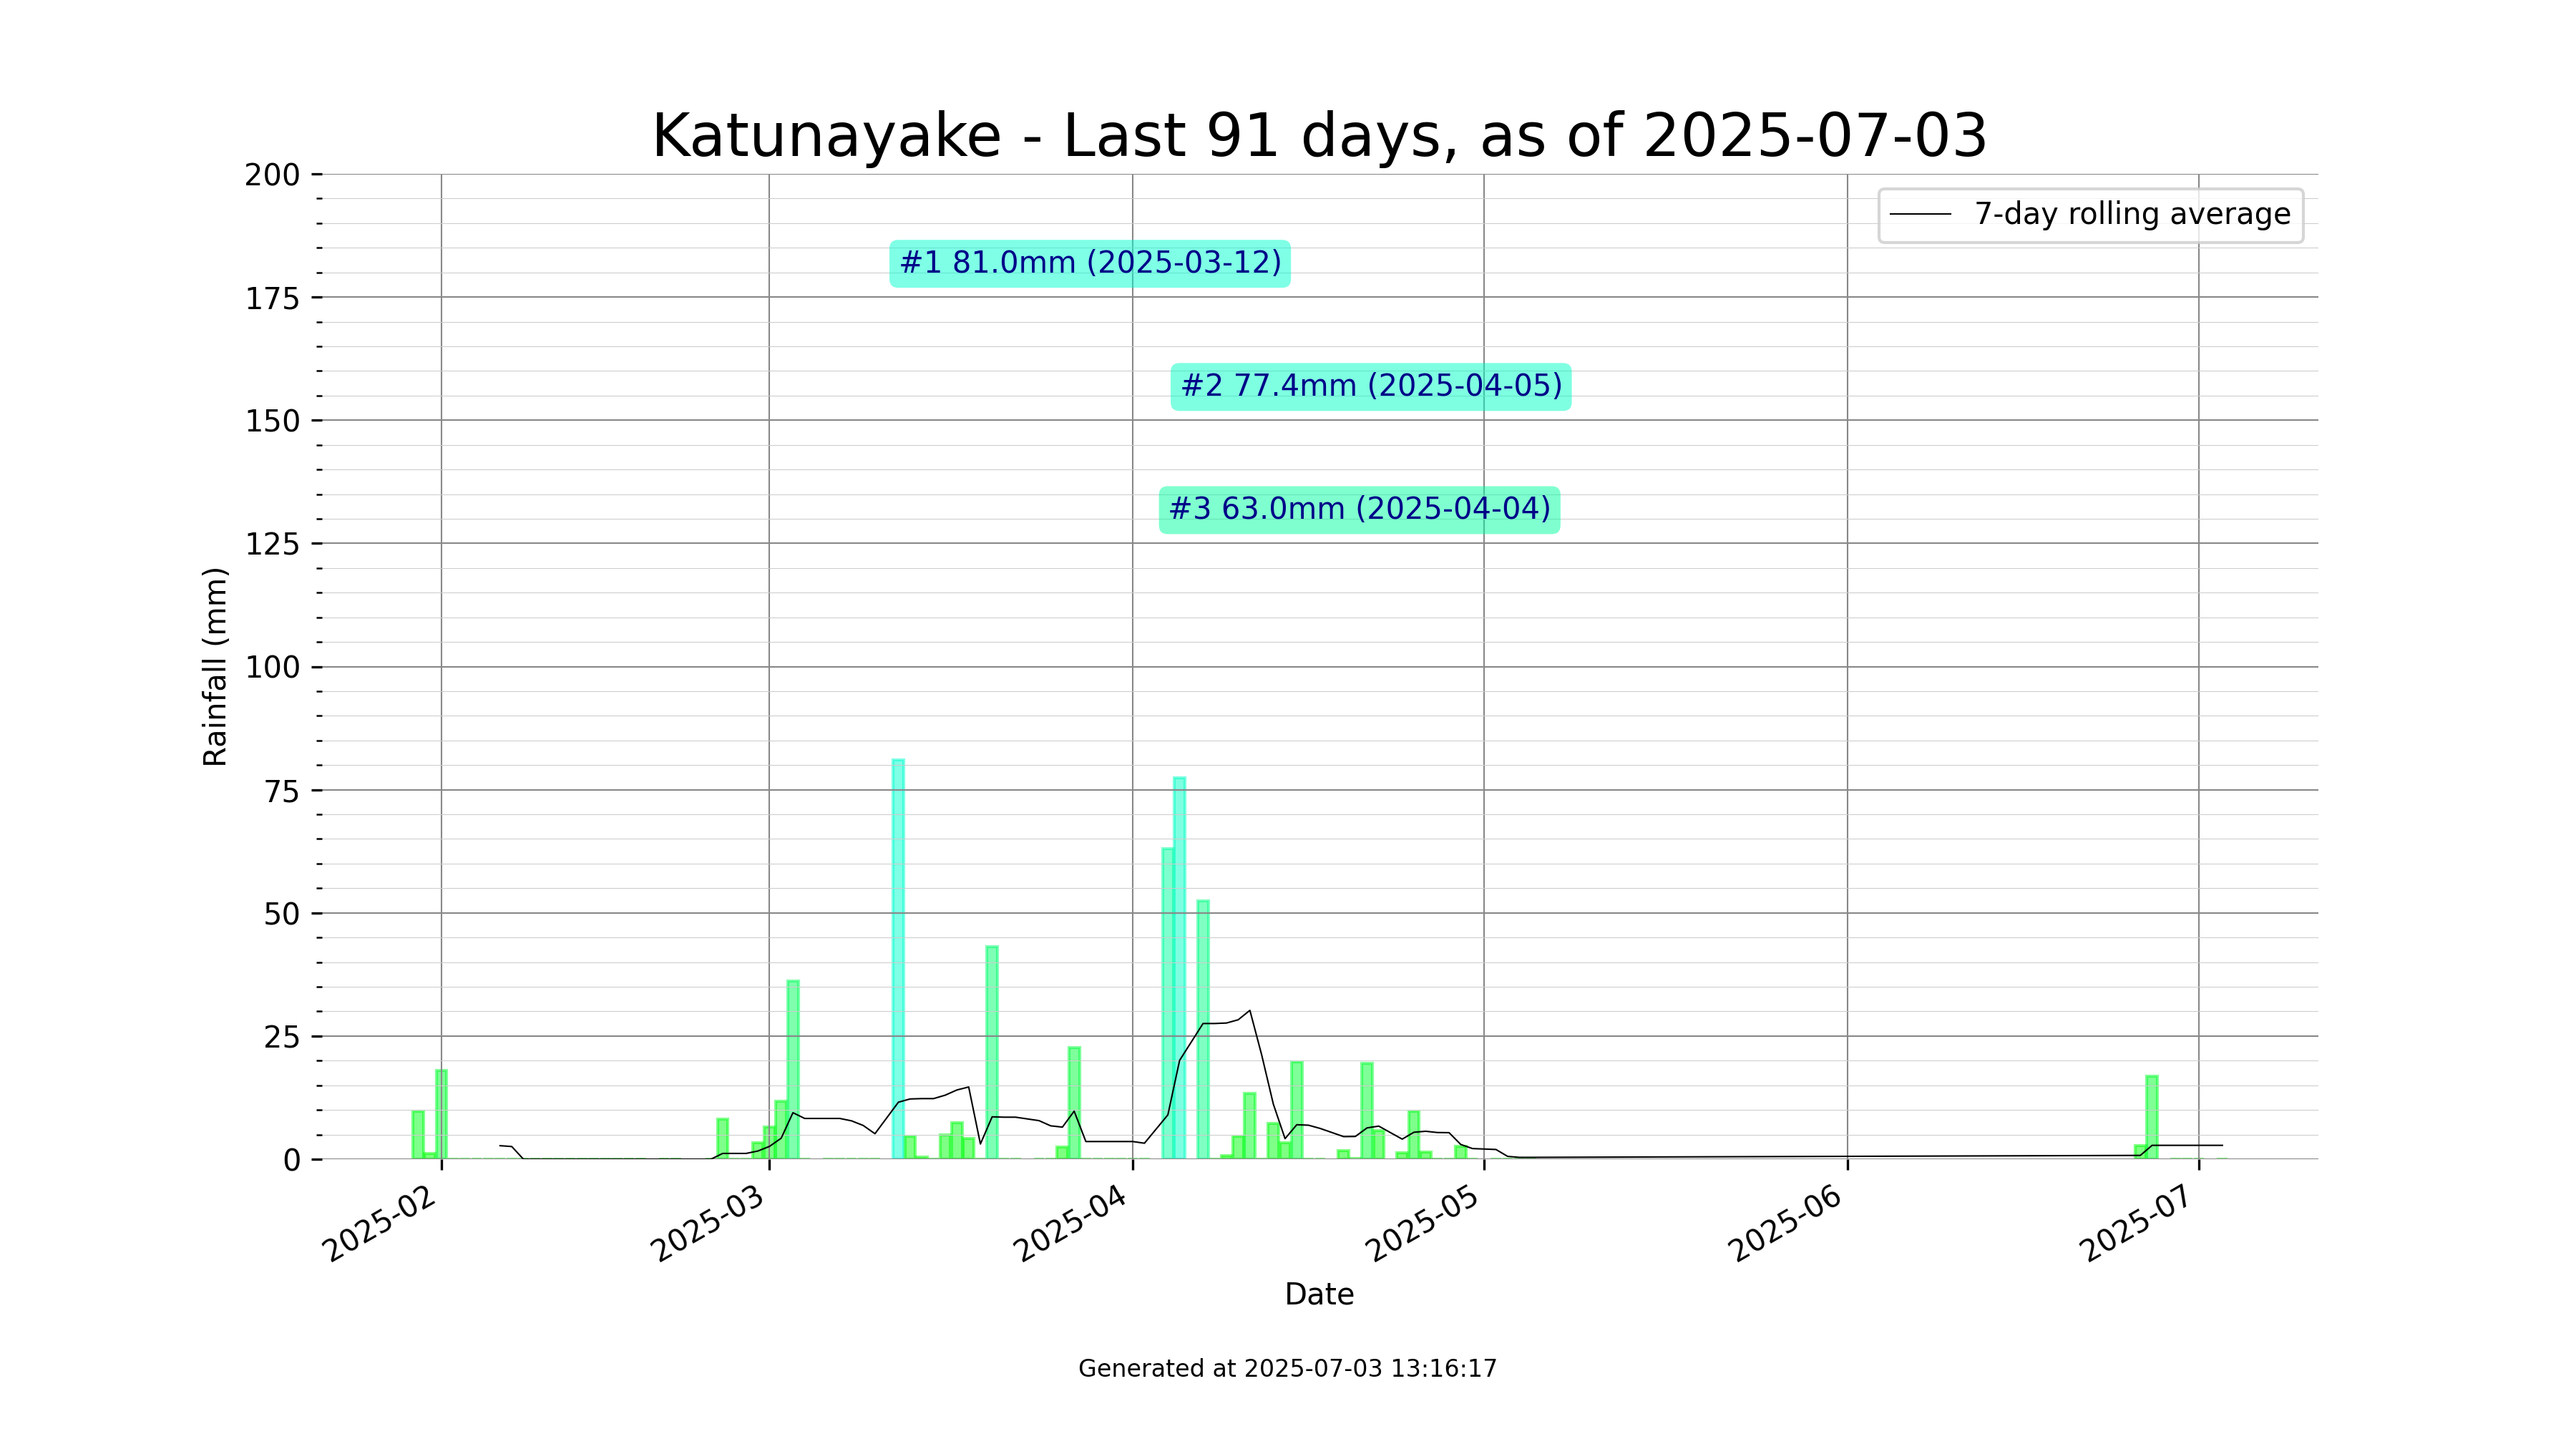 Katunayake - Last 91 days, as of 2025-07-03
200
175
150
125
100
75
50
25
0
Rainfall (mm)
7-day rolling average
#1 81.0mm (2025-03-12)
#2 77.4mm (2025-04-05)
#3 63.0mm (2025-04-04)
2025-02
2025-03
2025-04
2025-05
2025-06
2025-07
Date
Generated at 2025-07-03 13:16:17